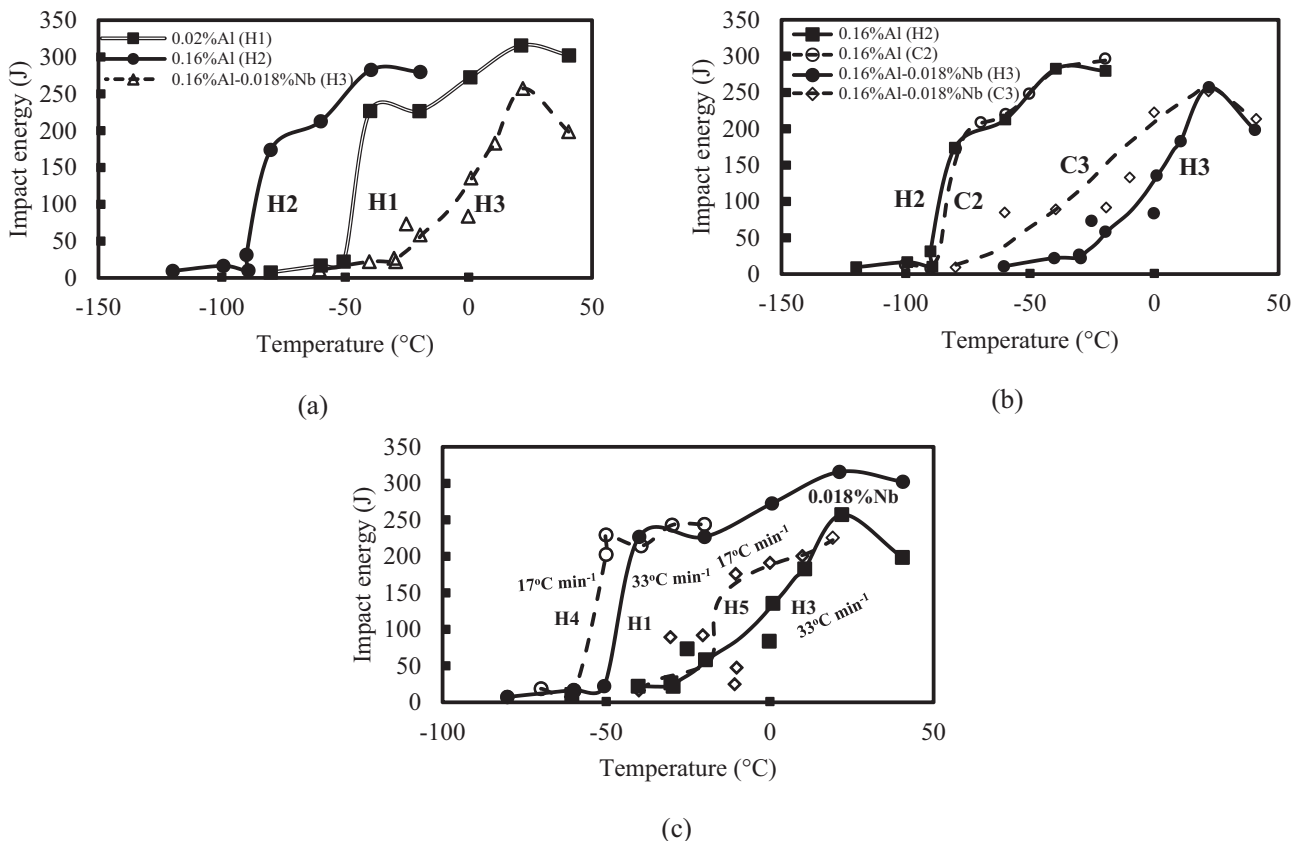 350
300
250
200
150
100
50
0
Impact energy (J)
0.02%Al (H1)
0.16%Al (H2)
0.16%Al-0.018%Nb (H3)
H2
H1
H3
-150
-100
-50
0
50
Temperature (°C)
(a)
350
300
250
200
150
100
50
0
Impact energy (J)
0.16%Al (H2)
0.16%Al (C2)
0.16%Al-0.018%Nb (H3)
0.16%Al-0.018%Nb (C3)
H2
C2
C3
H3
-150
-100
-50
0
50
Temperature (°C)
(b)
350
300
250
200
150
100
50
0
Impact energy (J)
0.018%Nb
17°C min-1
33°C min-1
17°C min-1
H4
H1
H5
H3
33°C min-1
-100
-50
0
50
Temperature (°C)
(c)